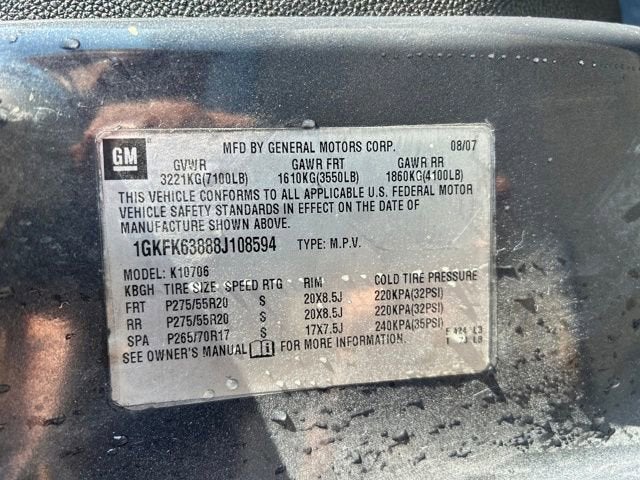 GM MFD BY GENERAL MOTORS CORP. 08/07
GVWR GAWR FRT GAWR RR
3221KG(7100LB) 1610KG(3550LB) 1860KG(4100LB)
THIS VEHICLE CONFORMS TO ALL APPLICABLE U.S. FEDERAL MOTOR
VEHICLE SAFETY STANDARDS IN EFFECT ON THE DATE OF
MANUFACTURE SHOWN ABOVE.
1GKFK63888J108594 TYPE: M.P.V.
MODEL: K10706
KBGH TIRE SIZE SPEED RTG RIM COLD TIRE PRESSURE
FRT P275/55R20 S 20X8.5J 220KPA(32PSI)
RR P275/55R20 S 20X8.5J 220KPA(32PSI)
SPA P265/70R17 S 17X7.5J 240KPA(35PSI)
SEE OWNER'S MANUAL FOR MORE INFORMATION.